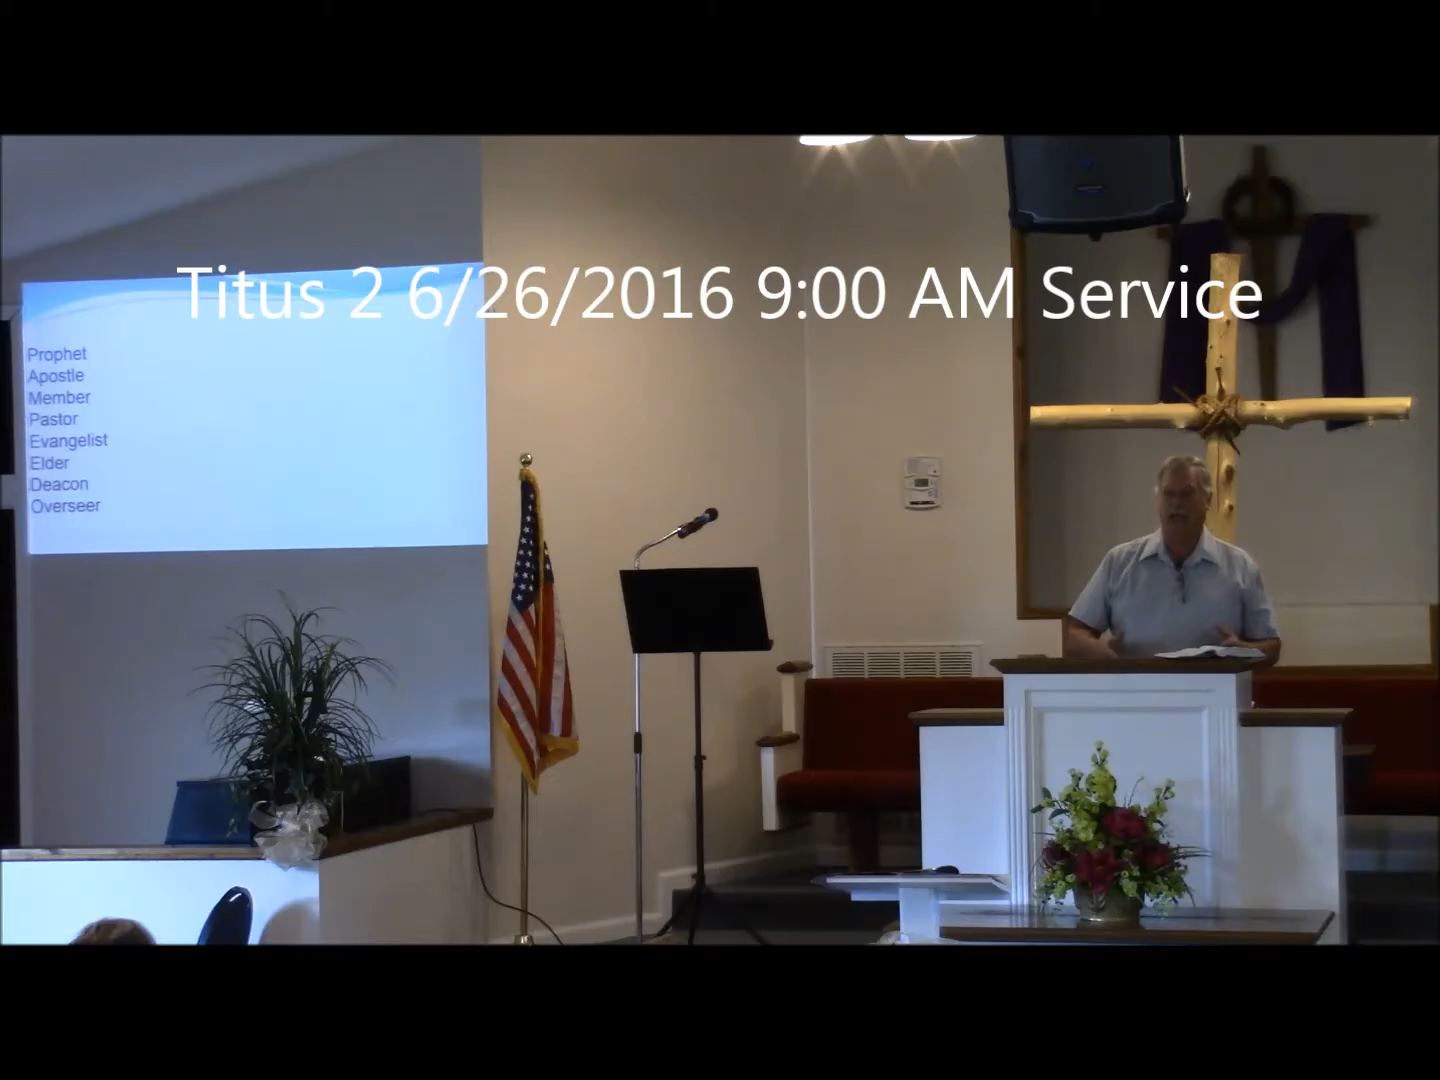 Titus 2 6/26/2016 9:00 AM Service
Prophet
Apostle
Member
Pastor
Evangelist
Elder
Deacon
Overseer